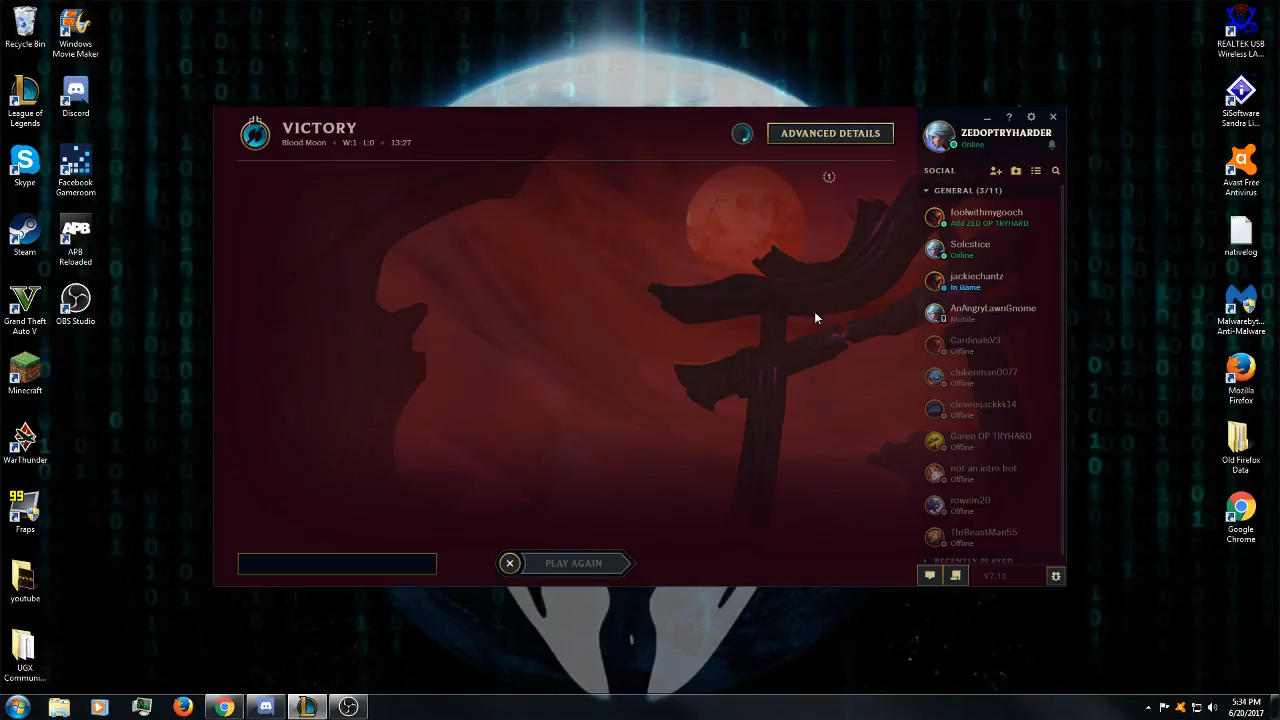 Recycle Bin
Windows
Movie Maker
League of
Legends
Discord
Skype
Facebook
Gameroom
Steam
APB
Reloaded
Grand Theft
Auto V
OBS Studio
Minecraft
WarThunder
99
Fraps
youtube
UGX
Communi...
VICTORY
Blood Moon • W:1 • L:0 • 13:27
ADVANCED DETAILS
1
PLAY AGAIN
ZEDOPTRYHARDER
Online
SOCIAL
GENERAL (3/11)
foolwithmygooch
Add ZED OP TRYHARD
Solcstice
Online
jackiechantz
In Game
AnAngryLawnGnome
Mobile
CardinalsV3
Offline
chikenman0077
Offline
cleveisjackkk14
Offline
Garen OP TRYHARD
Offline
not an intro bot
Offline
rowem20
Offline
ThrBeastMan55
Offline
RECENTLY PLAYED
V7.12
REALTEK USB
Wireless LA...
SiSoftware
Sandra Li...
Avast Free
Antivirus
nativelog
Malwareby...
Anti-Malware
Mozilla
Firefox
Old Firefox
Data
Google
Chrome
5:34 PM
6/20/2017